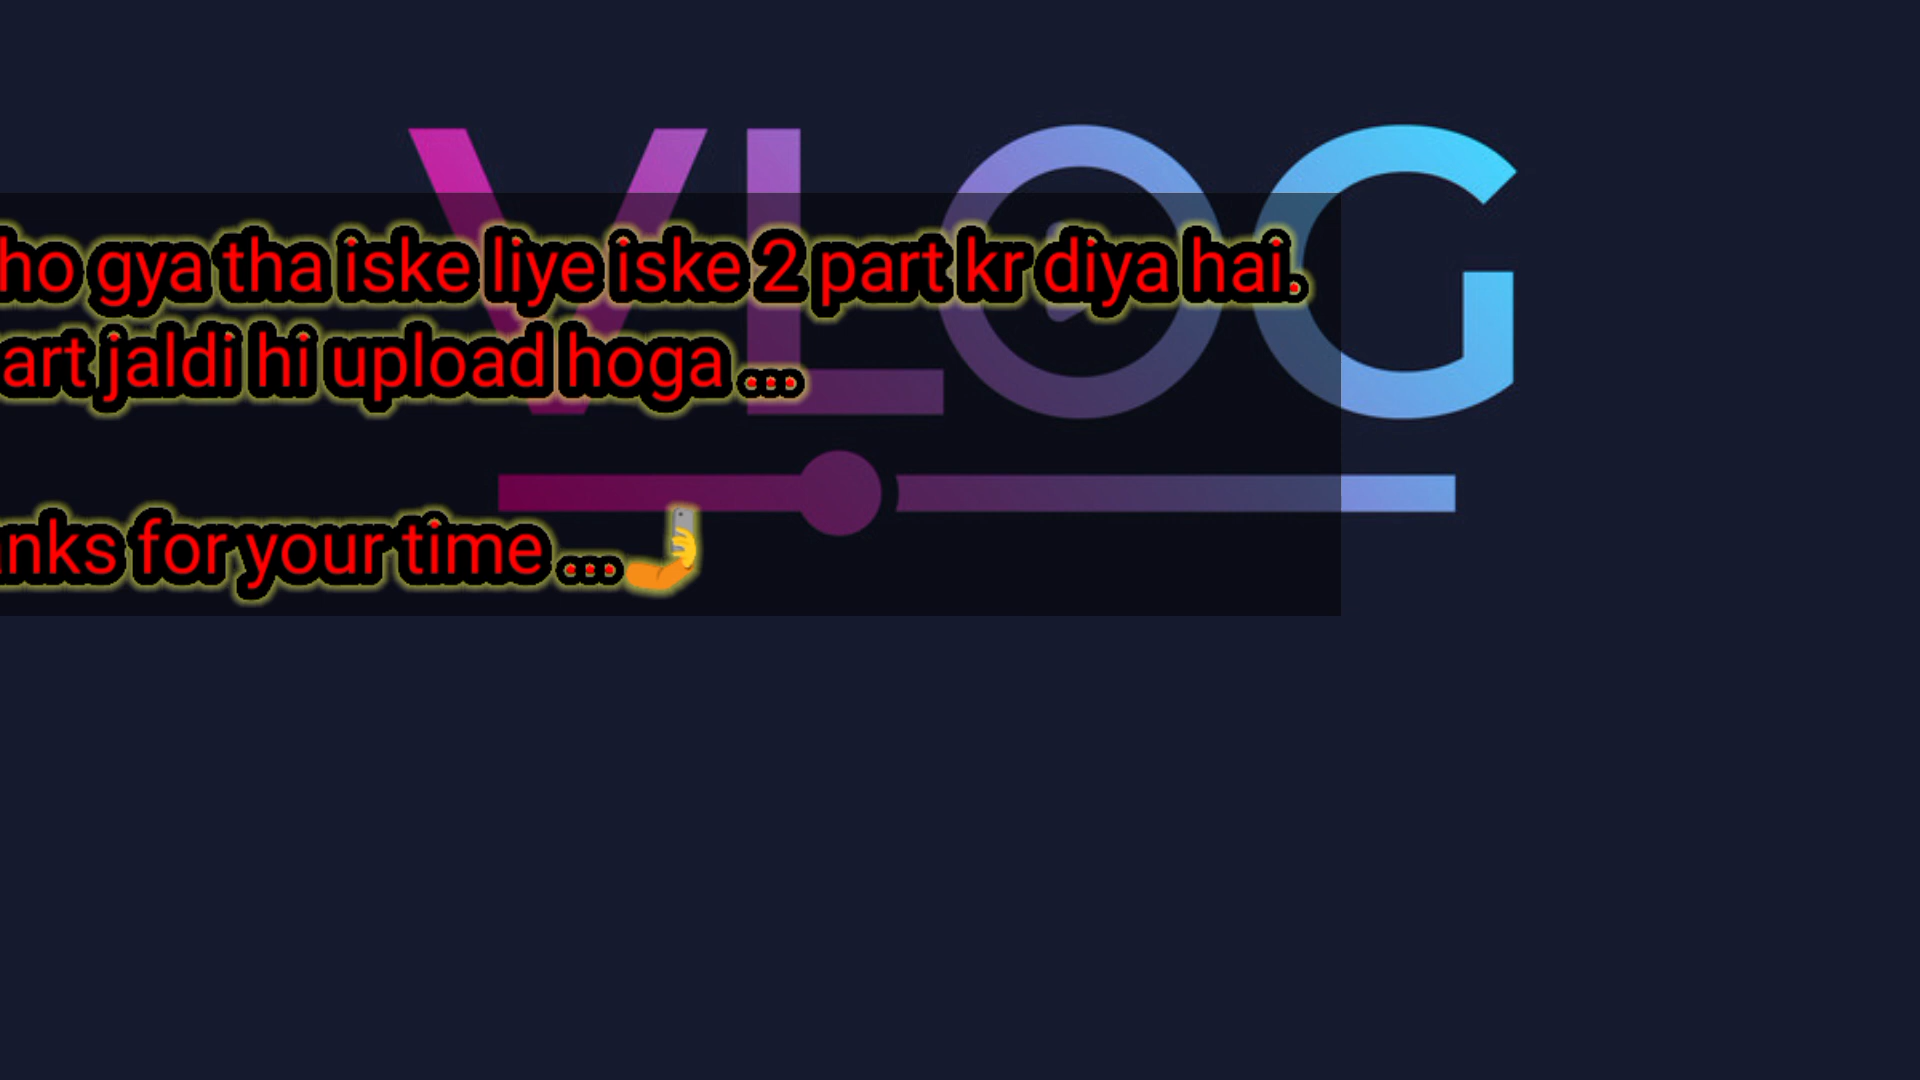 VLOG
ho gya tha iske liye iske 2 part kr diya hai.
art jaldi hi upload hoga ...
anks for your time ... 🤳